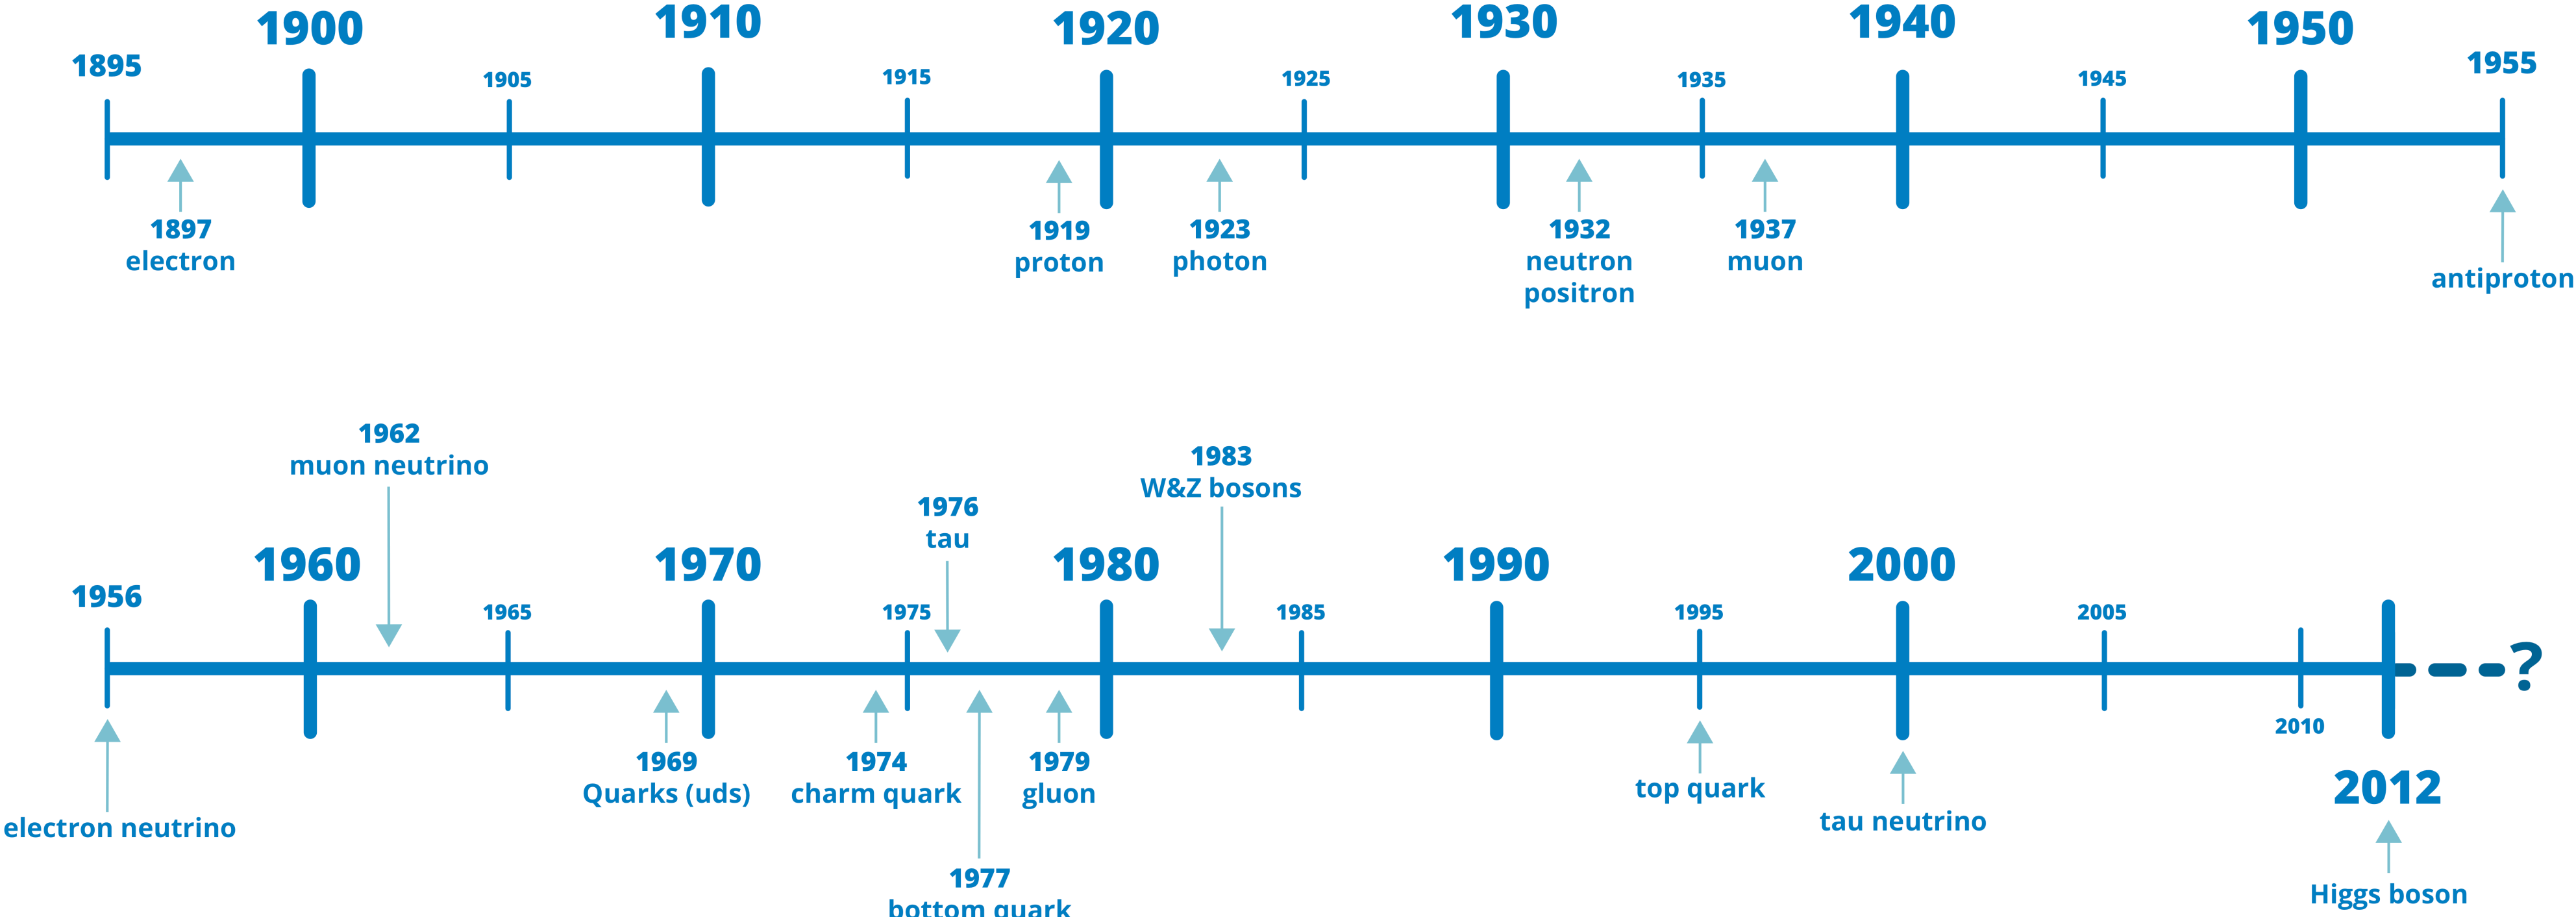 1895
1900
1905
1910
1915
1920
1925
1930
1935
1940
1945
1950
1955
1897
electron
1919
proton
1923
photon
1932
neutron
positron
1937
muon
antiproton
1962
muon neutrino
1976
tau
1983
W&Z bosons
1956
1960
1965
1970
1975
1980
1985
1990
1995
2000
2005
2010
2012
?
electron neutrino
1969
Quarks (uds)
1974
charm quark
1977
bottom quark
1979
gluon
top quark
tau neutrino
Higgs boson